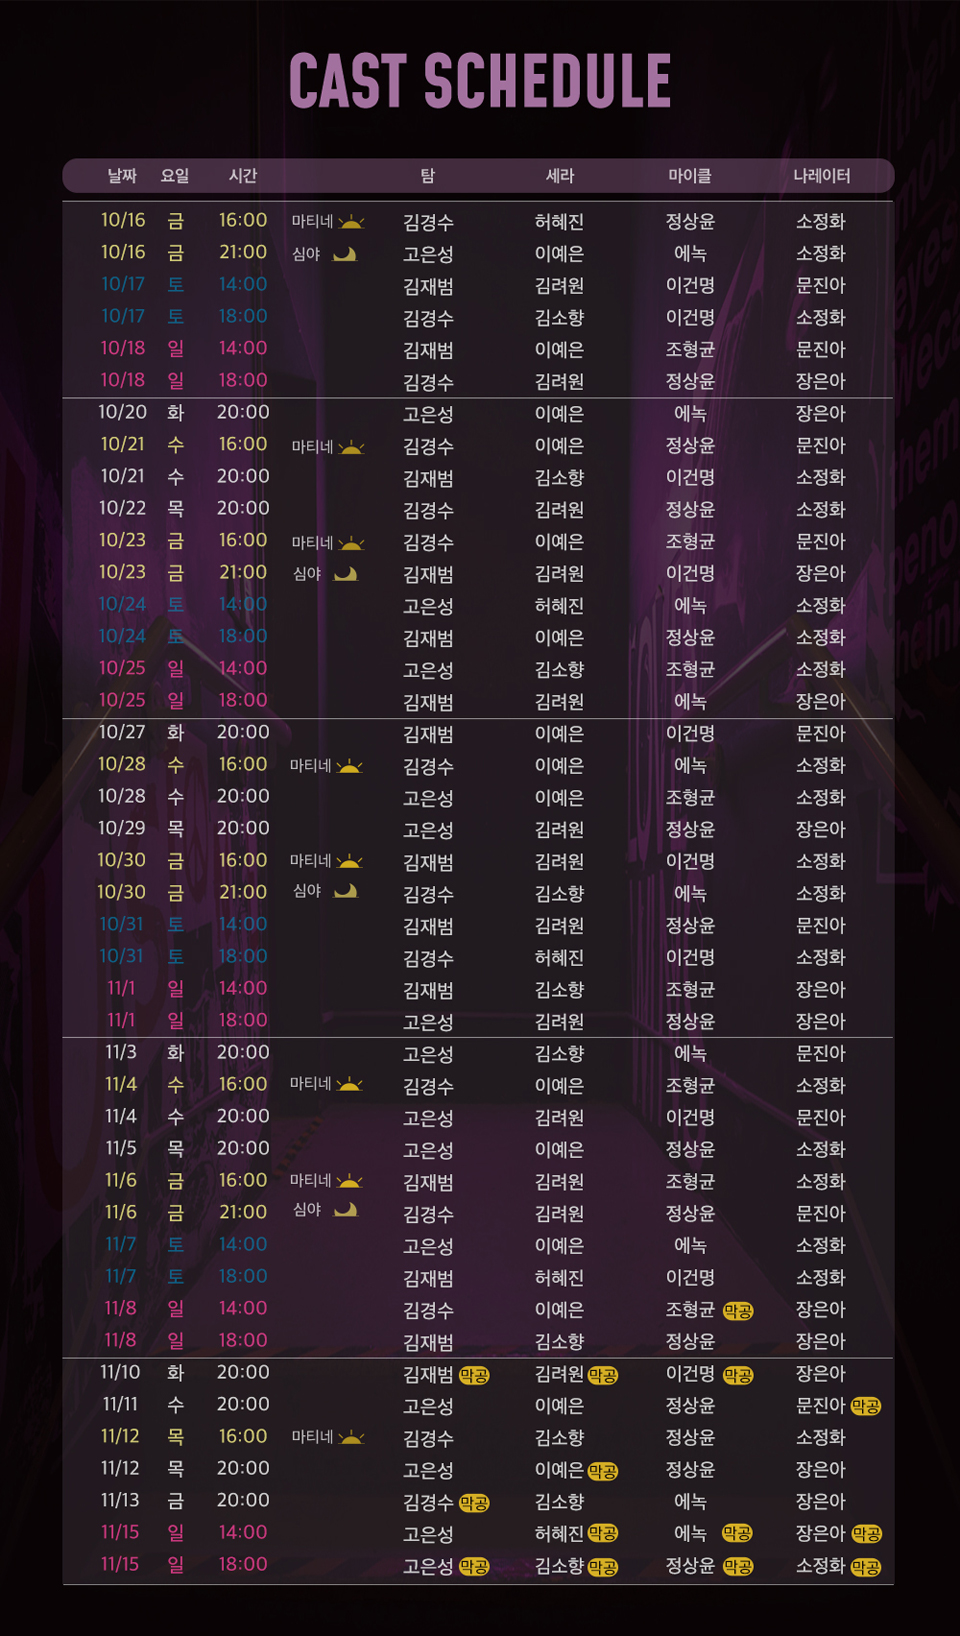 CAST SCHEDULE
날짜 요일 시간 탐 세라 마이클 나레이터
10/16 금 16:00 마티네 김경수 허혜진 정상윤 소정화
10/16 금 21:00 심야 고은성 이예은 에녹 소정화
10/17 토 14:00 김재범 김려원 이건명 문진아
10/17 토 18:00 김경수 김소향 이건명 소정화
10/18 일 14:00 김재범 이예은 조형균 문진아
10/18 일 18:00 김경수 김려원 정상윤 장은아
10/20 화 20:00 고은성 이예은 에녹 장은아
10/21 수 16:00 마티네 김경수 이예은 정상윤 문진아
10/21 수 20:00 김재범 김소향 이건명 소정화
10/22 목 20:00 김경수 김려원 정상윤 소정화
10/23 금 16:00 마티네 김경수 이예은 조형균 문진아
10/23 금 21:00 심야 김재범 김려원 이건명 장은아
10/24 토 14:00 고은성 허혜진 에녹 소정화
10/24 토 18:00 김재범 이예은 정상윤 소정화
10/25 일 14:00 고은성 김소향 조형균 소정화
10/25 일 18:00 김재범 김려원 에녹 장은아
10/27 화 20:00 김재범 이예은 이건명 문진아
10/28 수 16:00 마티네 김경수 이예은 에녹 소정화
10/28 수 20:00 고은성 이예은 조형균 소정화
10/29 목 20:00 고은성 김려원 정상윤 장은아
10/30 금 16:00 마티네 김재범 김려원 이건명 소정화
10/30 금 21:00 심야 김경수 김소향 에녹 소정화
10/31 토 14:00 김재범 김려원 정상윤 문진아
10/31 토 18:00 김경수 허혜진 이건명 소정화
11/1 일 14:00 김재범 김소향 조형균 장은아
11/1 일 18:00 고은성 김려원 정상윤 장은아
11/3 화 20:00 고은성 김소향 에녹 문진아
11/4 수 16:00 마티네 김경수 이예은 조형균 소정화
11/4 수 20:00 고은성 김려원 이건명 문진아
11/5 목 20:00 고은성 이예은 정상윤 소정화
11/6 금 16:00 마티네 김재범 김려원 조형균 소정화
11/6 금 21:00 심야 김경수 김려원 정상윤 문진아
11/7 토 14:00 고은성 이예은 에녹 소정화
11/7 토 18:00 김재범 허혜진 이건명 소정화
11/8 일 14:00 김경수 이예은 조형균 막공 장은아
11/8 일 18:00 김재범 김소향 정상윤 장은아
11/10 화 20:00 김재범 막공 김려원 막공 이건명 막공 장은아
11/11 수 20:00 고은성 이예은 정상윤 문진아 막공
11/12 목 16:00 마티네 김경수 김소향 정상윤 소정화
11/12 목 20:00 고은성 이예은 막공 정상윤 장은아
11/13 금 20:00 김경수 막공 김소향 에녹 장은아
11/15 일 14:00 고은성 허혜진 막공 에녹 막공 장은아 막공
11/15 일 18:00 고은성 막공 김소향 막공 정상윤 막공 소정화 막공